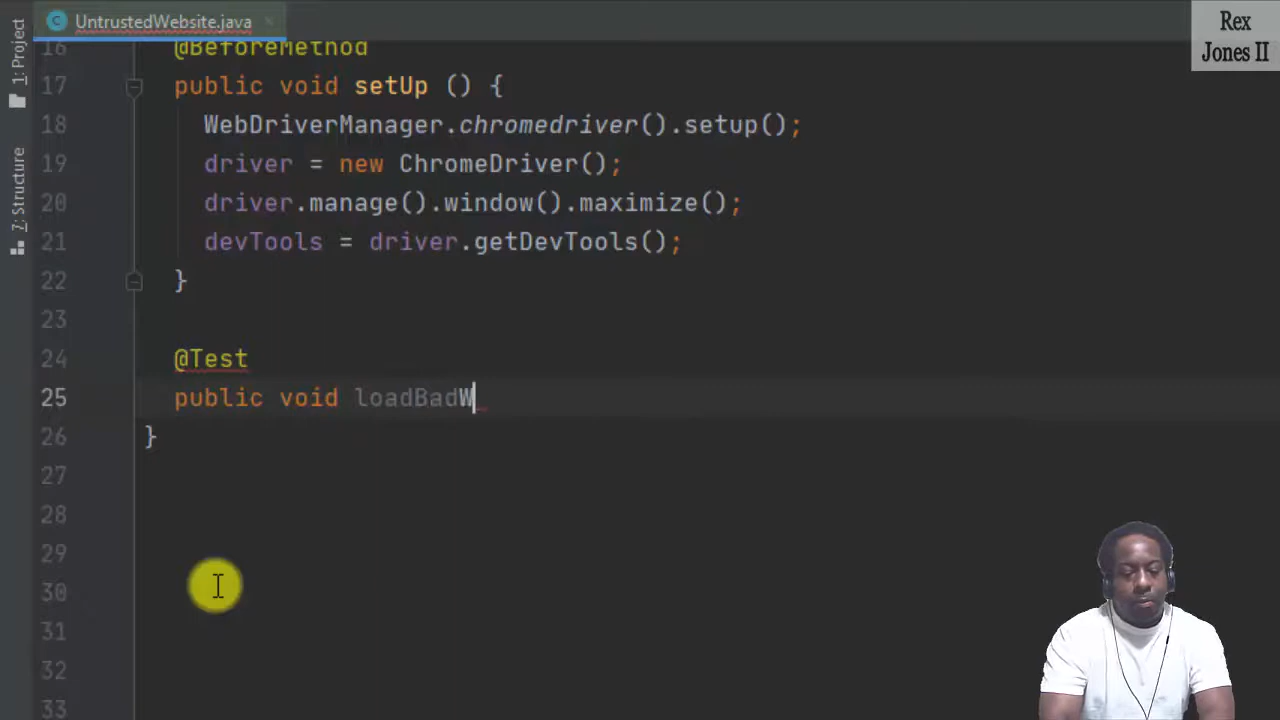 UntrustedWebsite.java
Rex
Jones II
1: Project
7: Structure
16 @BeforeMethod
17 public void setUp () {
18 WebDriverManager.chromedriver().setup();
19 driver = new ChromeDriver();
20 driver.manage().window().maximize();
21 devTools = driver.getDevTools();
22 }
23
24 @Test
25 public void loadBadW
26 }
27
28
29
30
31
32
33